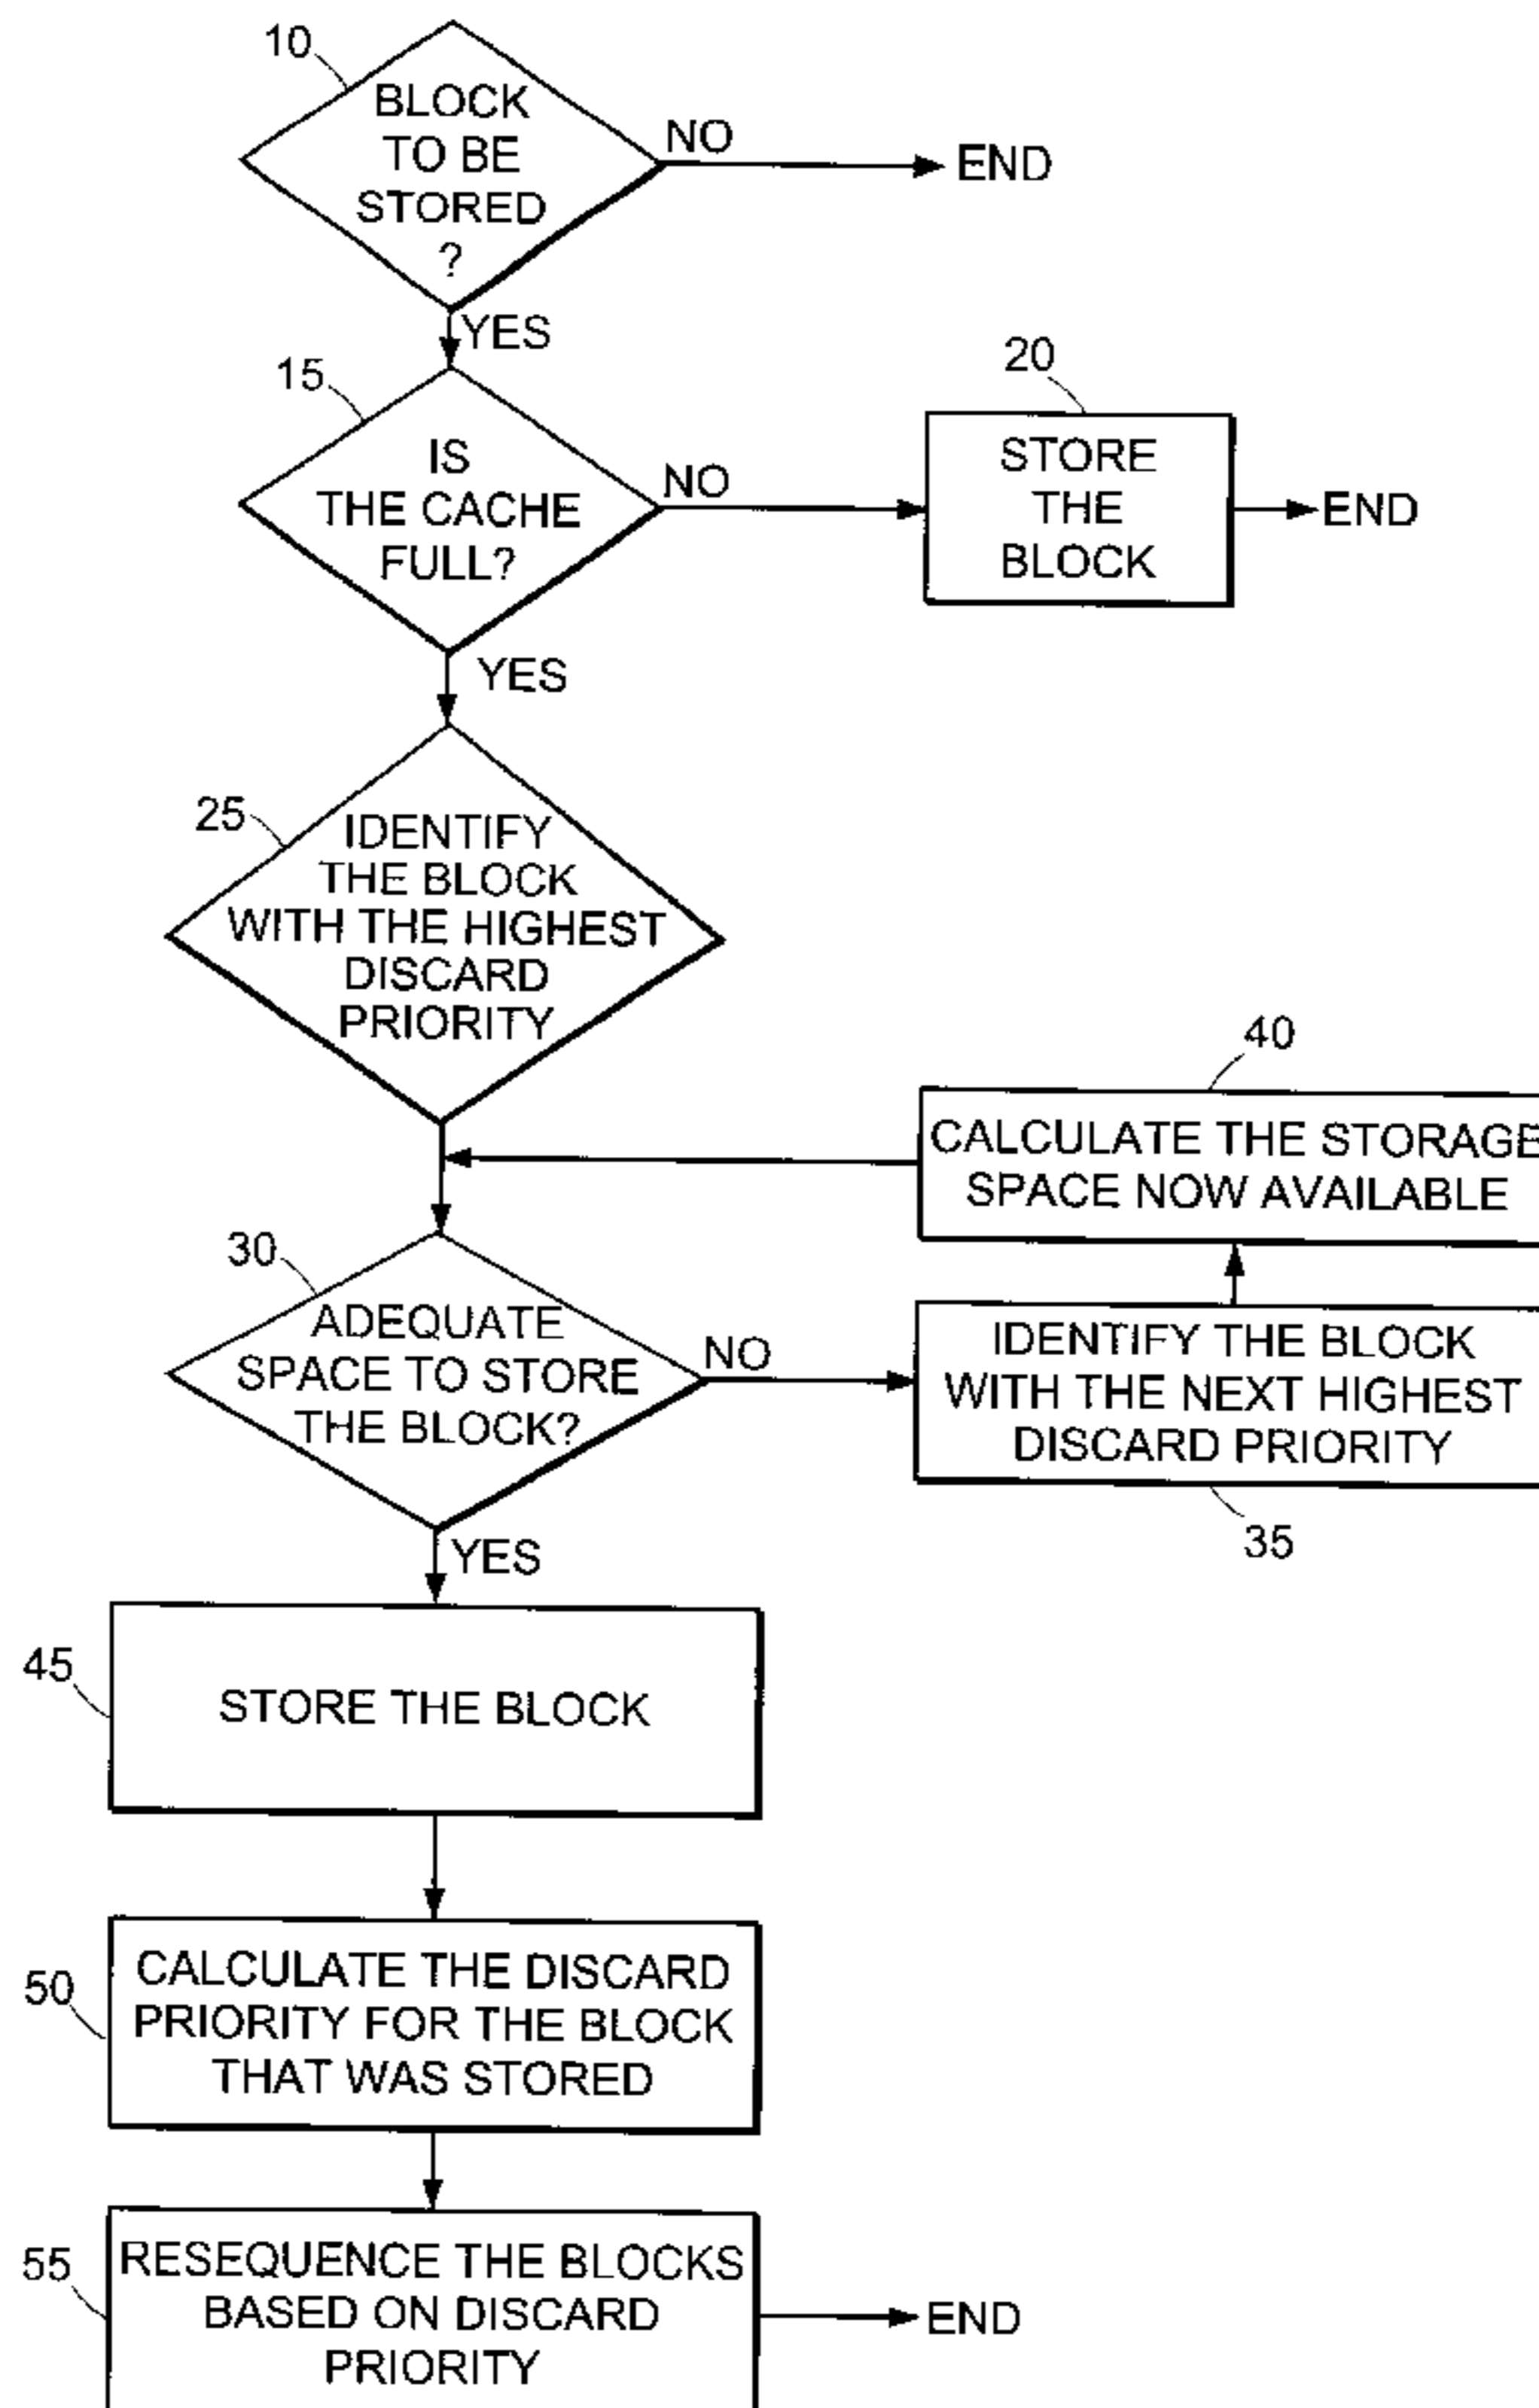 10
BLOCK
TO BE
STORED
?
NO
END
YES
15
IS
THE CACHE
FULL?
NO
20
STORE
THE
BLOCK
END
YES
25
IDENTIFY
THE BLOCK
WITH THE HIGHEST
DISCARD
PRIORITY
40
CALCULATE THE STORAGE
SPACE NOW AVAILABLE
30
ADEQUATE
SPACE TO STORE
THE BLOCK?
NO
IDENTIFY THE BLOCK
WITH THE NEXT HIGHEST
DISCARD PRIORITY
35
YES
45
STORE THE BLOCK
50
CALCULATE THE DISCARD
PRIORITY FOR THE BLOCK
THAT WAS STORED
55
RESEQUENCE THE BLOCKS
BASED ON DISCARD
PRIORITY
END